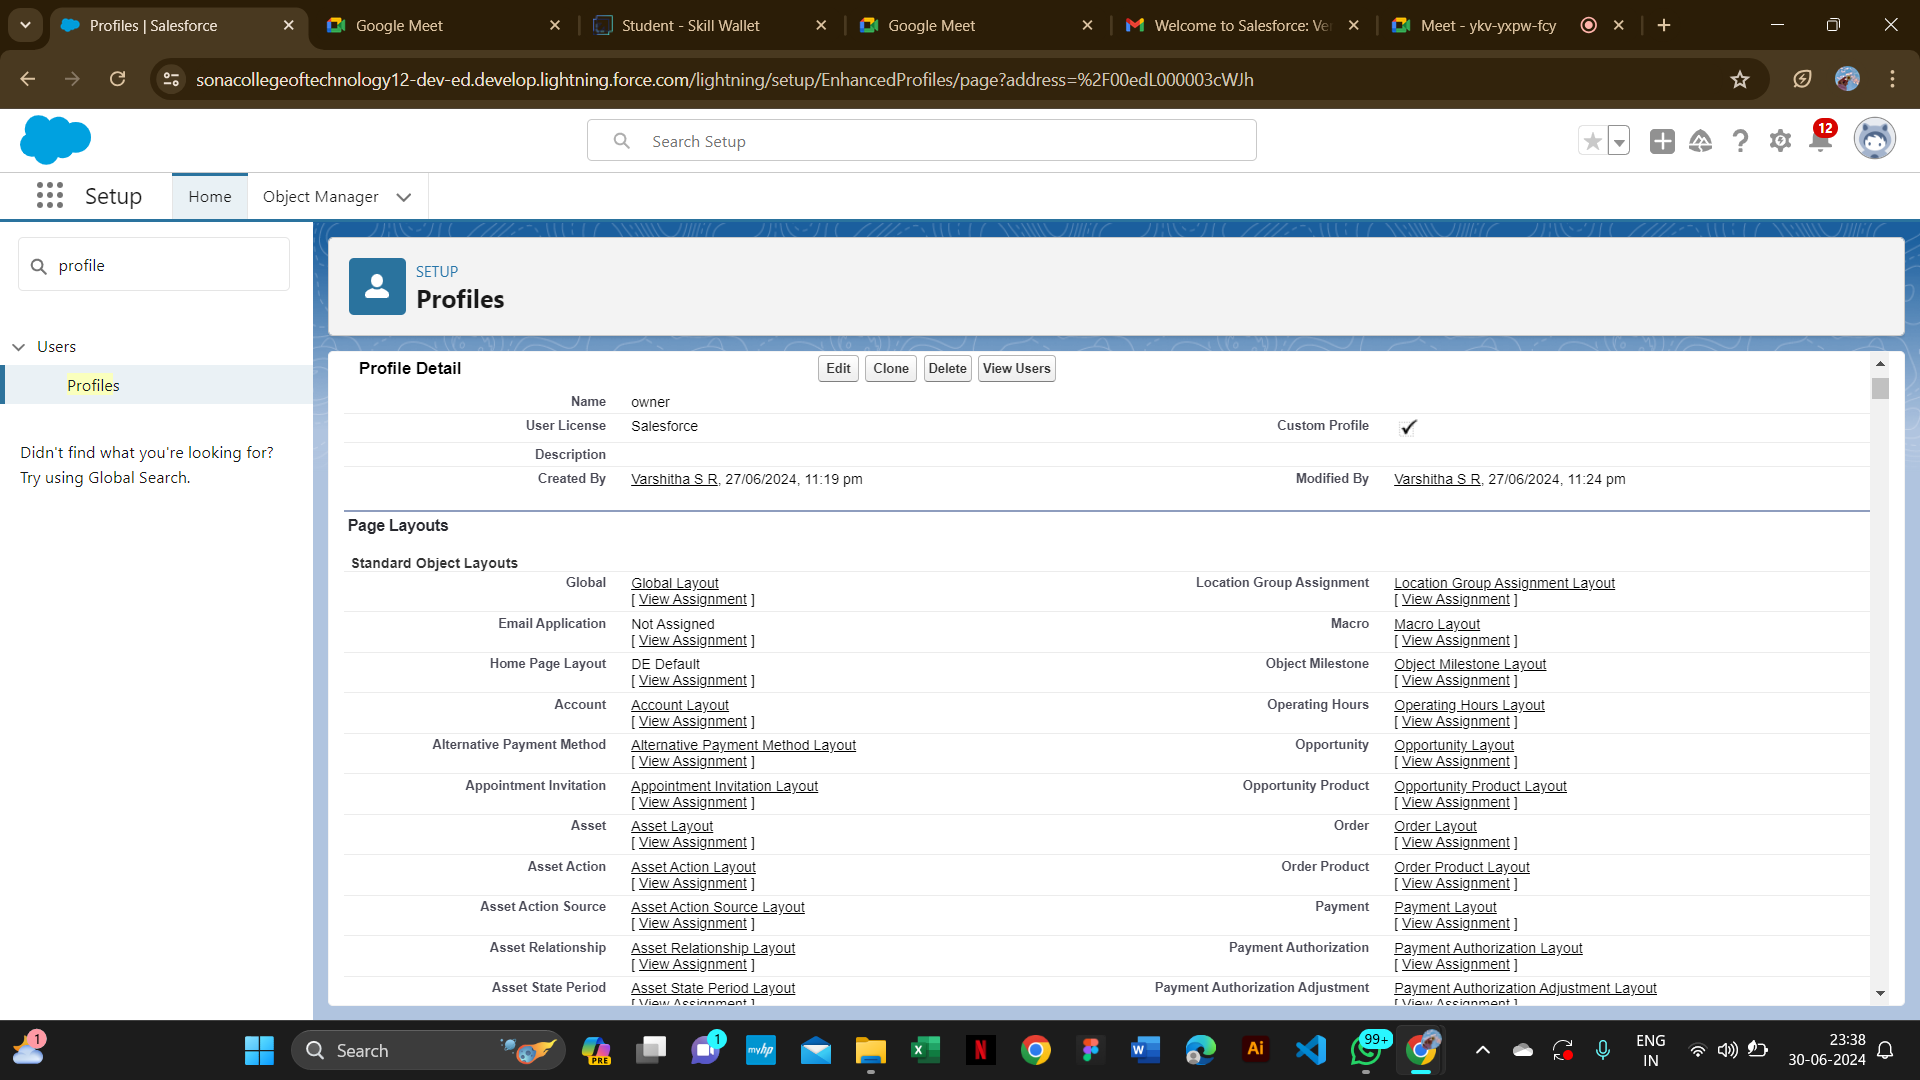 Profiles | Salesforce
Google Meet
Student - Skill Wallet
Google Meet
Welcome to Salesforce: Ver
Meet - ykv-yxpw-fcy
sonacollegeoftechnology12-dev-ed.develop.lightning.force.com/lightning/setup/EnhancedProfiles/page?address=%2F00edL000003cWJh
Search Setup
12
Setup
Home
Object Manager
profile
Users
Profiles
Didn't find what you're looking for?
Try using Global Search.
SETUP
Profiles
Profile Detail
Edit Clone Delete View Users
Name owner
User License Salesforce Custom Profile
Description
Created By Varshitha S R, 27/06/2024, 11:19 pm Modified By Varshitha S R, 27/06/2024, 11:24 pm
Page Layouts
Standard Object Layouts
Global Global Layout Location Group Assignment Location Group Assignment Layout
[ View Assignment ] [ View Assignment ]
Email Application Not Assigned Macro Macro Layout
[ View Assignment ] [ View Assignment ]
Home Page Layout DE Default Object Milestone Object Milestone Layout
[ View Assignment ] [ View Assignment ]
Account Account Layout Operating Hours Operating Hours Layout
[ View Assignment ] [ View Assignment ]
Alternative Payment Method Alternative Payment Method Layout Opportunity Opportunity Layout
[ View Assignment ] [ View Assignment ]
Appointment Invitation Appointment Invitation Layout Opportunity Product Opportunity Product Layout
[ View Assignment ] [ View Assignment ]
Asset Asset Layout Order Order Layout
[ View Assignment ] [ View Assignment ]
Asset Action Asset Action Layout Order Product Order Product Layout
[ View Assignment ] [ View Assignment ]
Asset Action Source Asset Action Source Layout Payment Payment Layout
[ View Assignment ] [ View Assignment ]
Asset Relationship Asset Relationship Layout Payment Authorization Payment Authorization Layout
[ View Assignment ] [ View Assignment ]
Asset State Period Asset State Period Layout Payment Authorization Adjustment Payment Authorization Adjustment Layout
[ View Assignment ] [ View Assignment ]
1
Search
PRE
1
myhp
N
Ai
99+
ENG
IN
23:38
30-06-2024